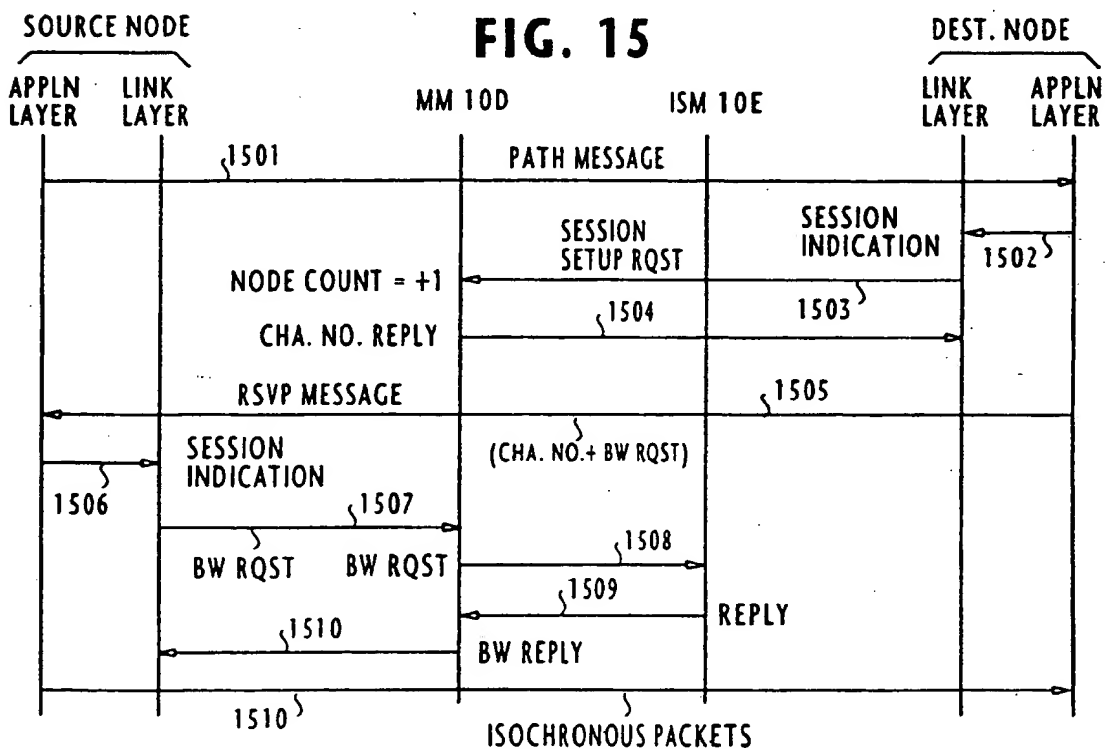 FIG. 15
SOURCE NODE
DEST. NODE
APPLN
LAYER
LINK
LAYER
MM 10D
ISM 10E
LINK
LAYER
APPLN
LAYER
1501
PATH MESSAGE
SESSION
INDICATION
1502
SESSION
SETUP RQST
NODE COUNT = +1
1503
1504
CHA. NO. REPLY
RSVP MESSAGE
1505
(CHA. NO.+ BW RQST)
SESSION
INDICATION
1506
1507
BW RQST
BW RQST
1508
1509
REPLY
1510
BW REPLY
1510
ISOCHRONOUS PACKETS